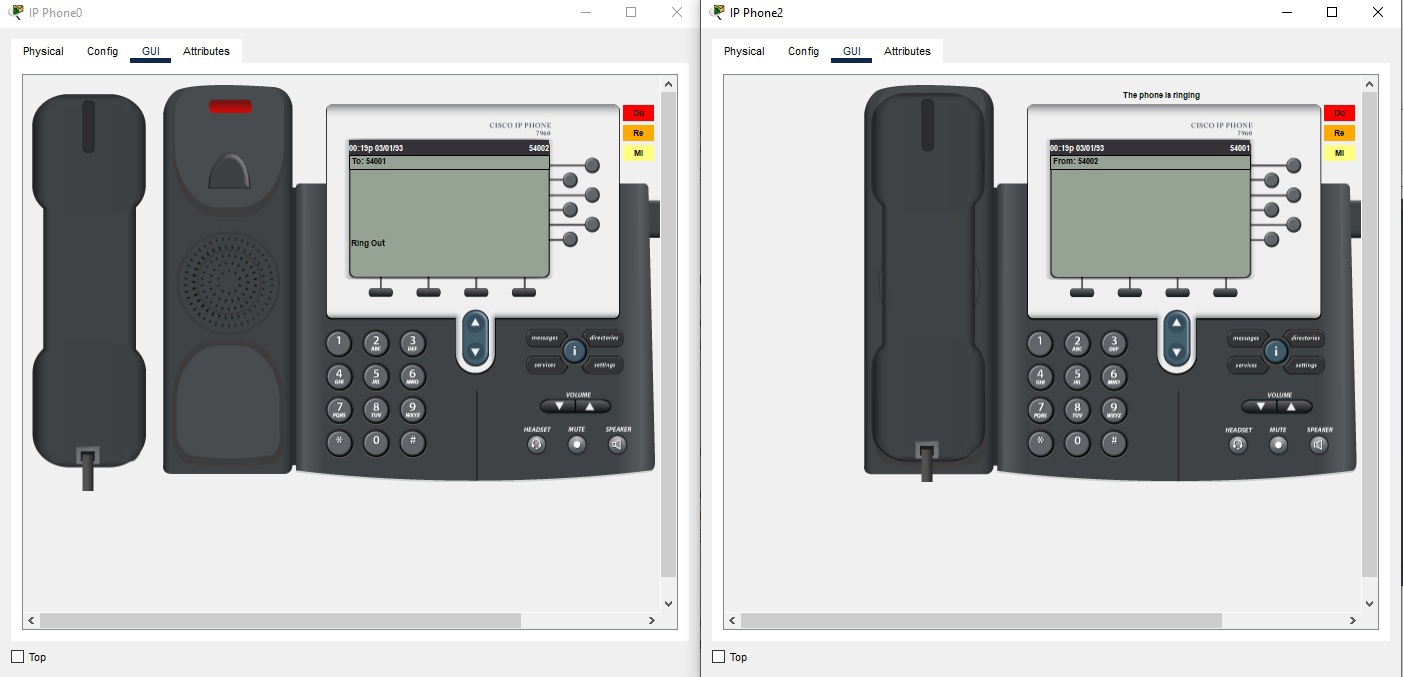 IP Phone0
Physical Config GUI Attributes
CISCO IP PHONE
7960
Do
Re
MI
00:19p 03/01/93 54002
To: 54001
Ring Out
1 2 ABC 3 DEF
4 GHI 5 JKL 6 MNO
7 PQRS 8 TUV 9 WXYZ
* 0 #
messages directories
i
services settings
VOLUME
HEADSET MUTE SPEAKER
Top
IP Phone2
Physical Config GUI Attributes
The phone is ringing
CISCO IP PHONE
7960
Do
Re
MI
00:19p 03/01/93 54001
From: 54002
1 2 ABC 3 DEF
4 GHI 5 JKL 6 MNO
7 PQRS 8 TUV 9 WXYZ
* 0 #
messages directories
i
services settings
VOLUME
HEADSET MUTE SPEAKER
Top